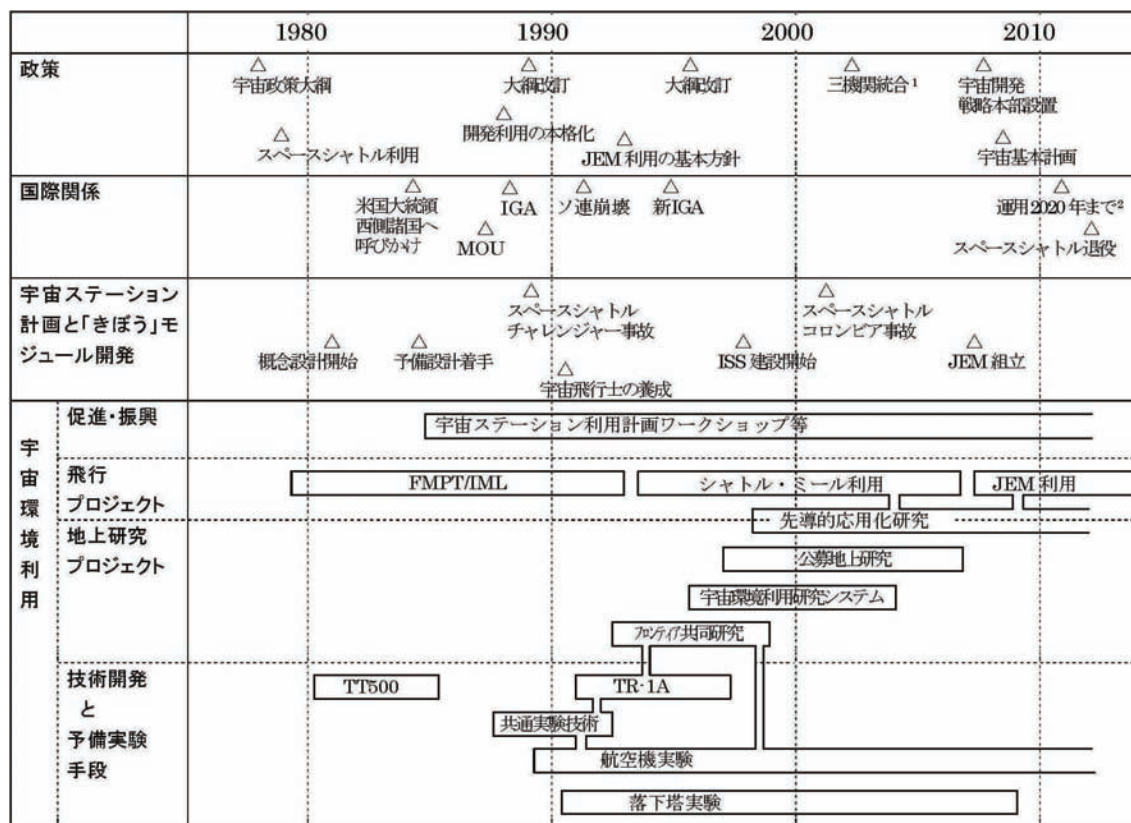 1980 1990 2000 2010
政策
宇宙政策大綱
大綱改訂
大綱改訂
三機関統合¹
宇宙開発
戦略本部設置
開発利用の本格化
スペースシャトル利用
JEM 利用の基本方針
宇宙基本計画
国際関係
米国大統領
西側諸国へ
呼びかけ
IGA
ソ連崩壊
新IGA
運用2020年まで²
MOU
スペースシャトル退役
宇宙ステーション
計画と「きぼう」モ
ジュール開発
スペースシャトル
チャレンジャー事故
スペースシャトル
コロンビア事故
概念設計開始
予備設計着手
ISS 建設開始
JEM 組立
宇宙飛行士の養成
宇宙環境利用
促進・振興
宇宙ステーション利用計画ワークショップ等
飛行
プロジェクト
FMPT/IML
シャトル・ミール利用
JEM 利用
先導的応用化研究
地上研究
プロジェクト
公募地上研究
宇宙環境利用研究システム
フロンティア共同研究
技術開発
と
予備実験
手段
TT500
TR-1A
共通実験技術
航空機実験
落下塔実験